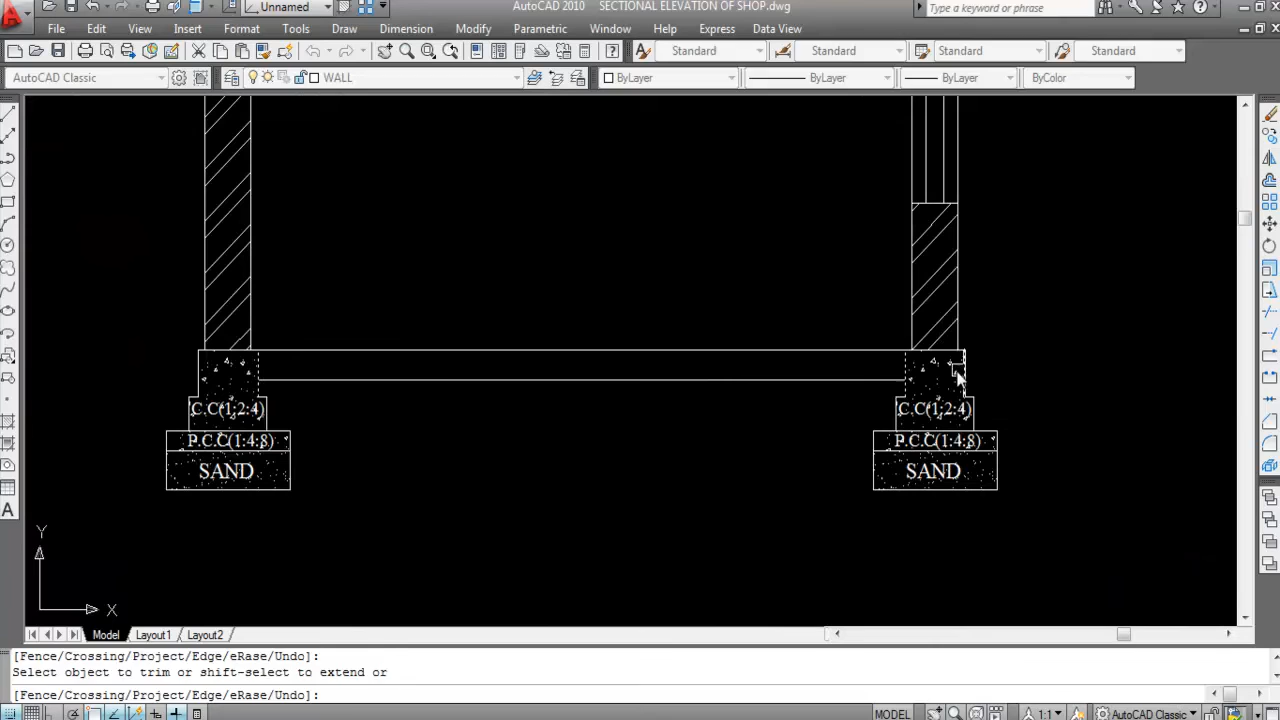 AutoCAD 2010 SECTIONAL ELEVATION OF SHOP.dwg
Unnamed
Type a keyword or phrase
File Edit View Insert Format Tools Draw Dimension Modify Parametric Window Help Express Data View
Standard Standard Standard Standard
AutoCAD Classic WALL ByLayer ByLayer ByLayer ByColor
C.C(1:2:4) C.C(1:2:4)
P.C.C(1:4:8) P.C.C(1:4:8)
SAND SAND
Y
X
Model Layout1 Layout2
[Fence/Crossing/Project/Edge/eRase/Undo]:
Select object to trim or shift-select to extend or
[Fence/Crossing/Project/Edge/eRase/Undo]:
MODEL 1:1 AutoCAD Classic